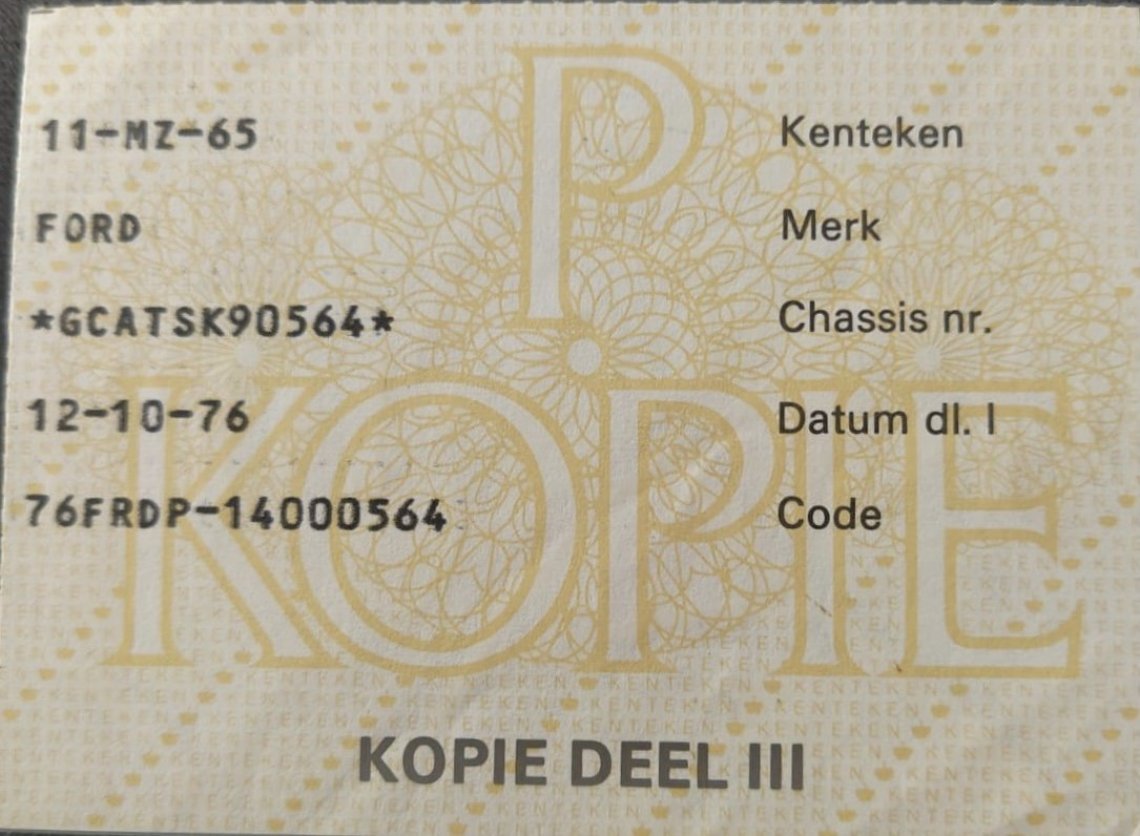 P
11-MZ-65 Kenteken
FORD Merk
*GCATSK90564* Chassis nr.
12-10-76 Datum dl. I
76FRDP-14000564 Code
KOPIE
KOPIE DEEL III